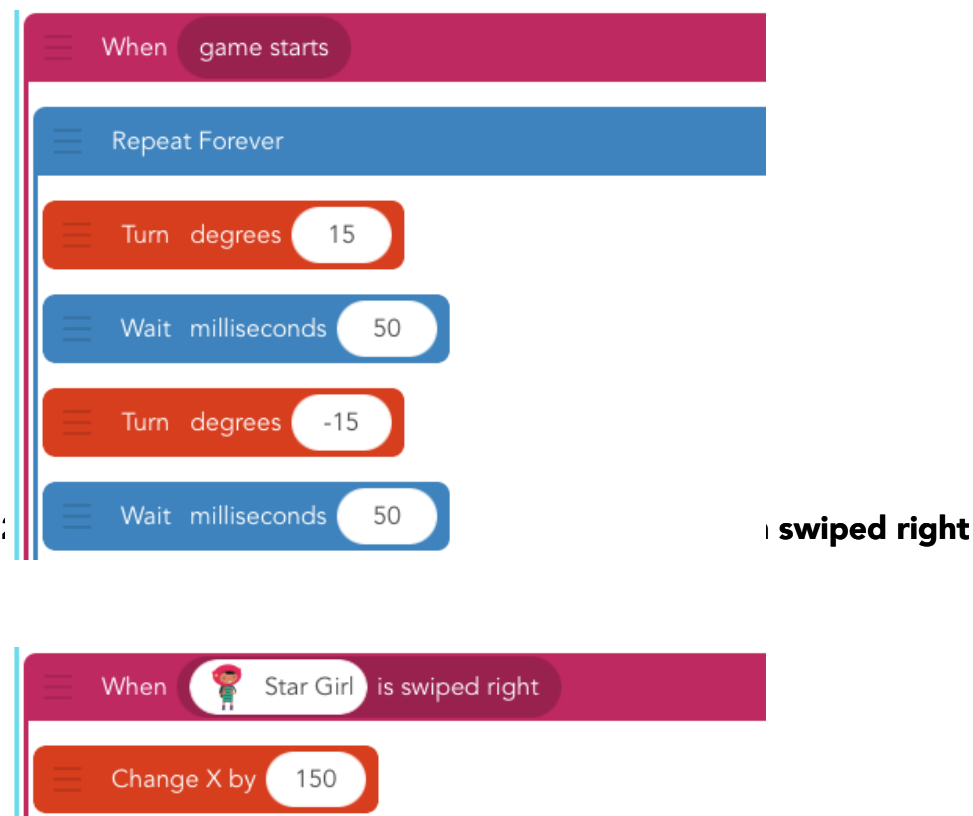 When game starts
Repeat Forever
Turn degrees 15
Wait milliseconds 50
Turn degrees -15
Wait milliseconds 50
swiped right
When Star Girl is swiped right
Change X by 150